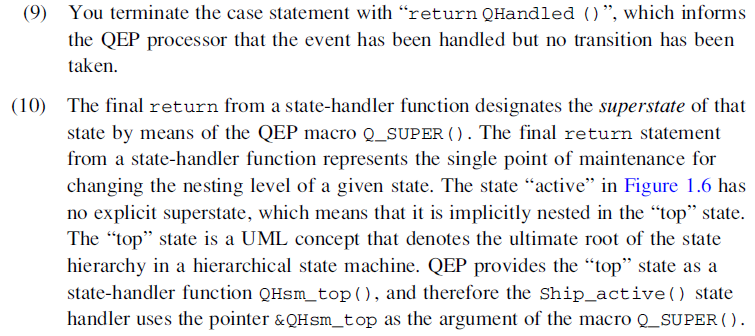 (9) You terminate the case statement with “return QHandled ()”, which informs
the QEP processor that the event has been handled but no transition has been
taken.
(10) The final return from a state-handler function designates the superstate of that
state by means of the QEP macro Q_SUPER(). The final return statement
from a state-handler function represents the single point of maintenance for
changing the nesting level of a given state. The state “active” in Figure 1.6 has
no explicit superstate, which means that it is implicitly nested in the “top” state.
The “top” state is a UML concept that denotes the ultimate root of the state
hierarchy in a hierarchical state machine. QEP provides the “top” state as a
state-handler function QHsm_top(), and therefore the Ship_active() state
handler uses the pointer &QHsm_top as the argument of the macro Q_SUPER().